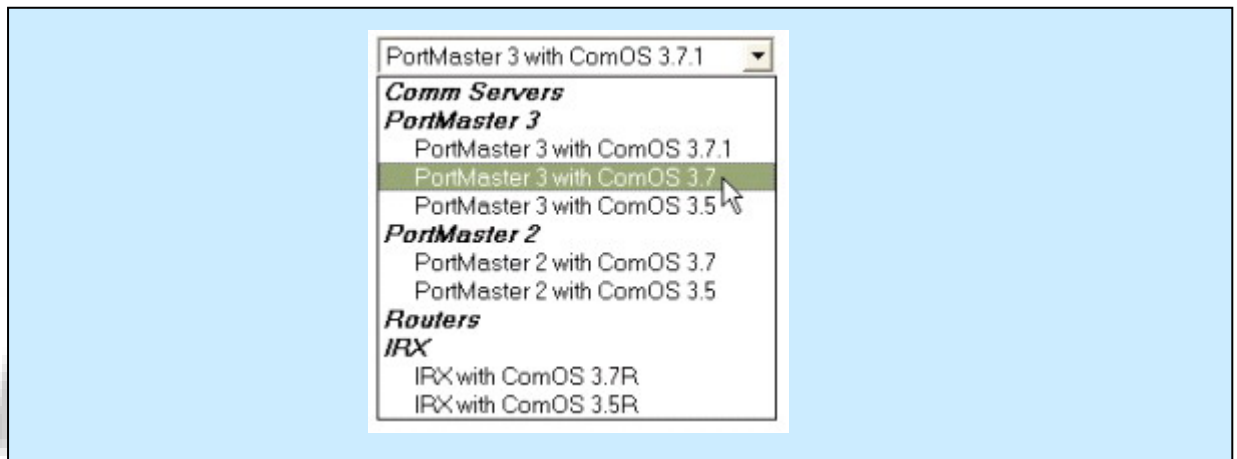 PortMaster 3 with ComOS 3.7.1
Comm Servers
PortMaster 3
PortMaster 3 with ComOS 3.7.1
PortMaster 3 with ComOS 3.7
PortMaster 3 with ComOS 3.5
PortMaster 2
PortMaster 2 with ComOS 3.7
PortMaster 2 with ComOS 3.5
Routers
IRX
IRX with ComOS 3.7R
IRX with ComOS 3.5R